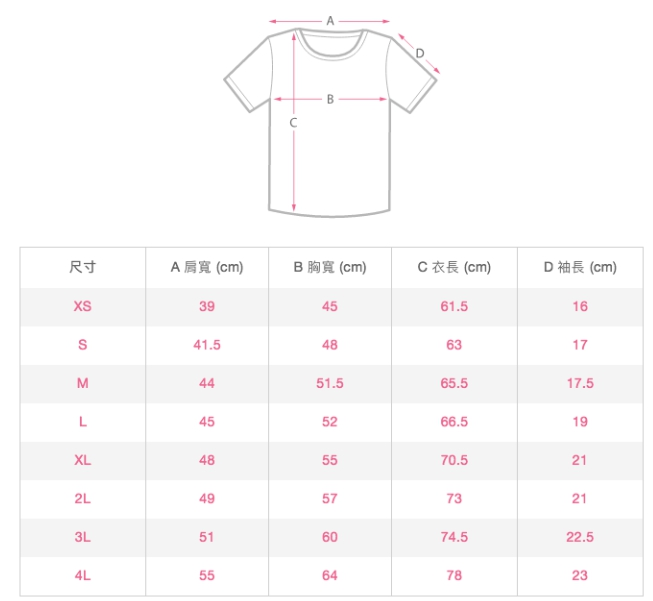 A
D
B
C
尺寸 A 肩寬 (cm) B 胸寬 (cm) C 衣長 (cm) D 袖長 (cm)
XS 39 45 61.5 16
S 41.5 48 63 17
M 44 51.5 65.5 17.5
L 45 52 66.5 19
XL 48 55 70.5 21
2L 49 57 73 21
3L 51 60 74.5 22.5
4L 55 64 78 23